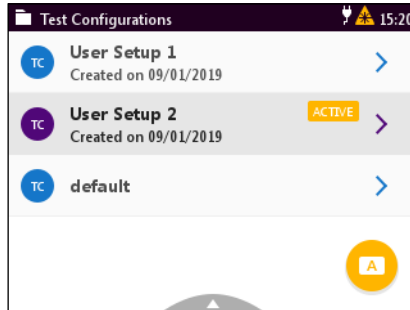 Test Configurations 15:20
TC User Setup 1
Created on 09/01/2019
TC User Setup 2 ACTIVE
Created on 09/01/2019
TC default
A